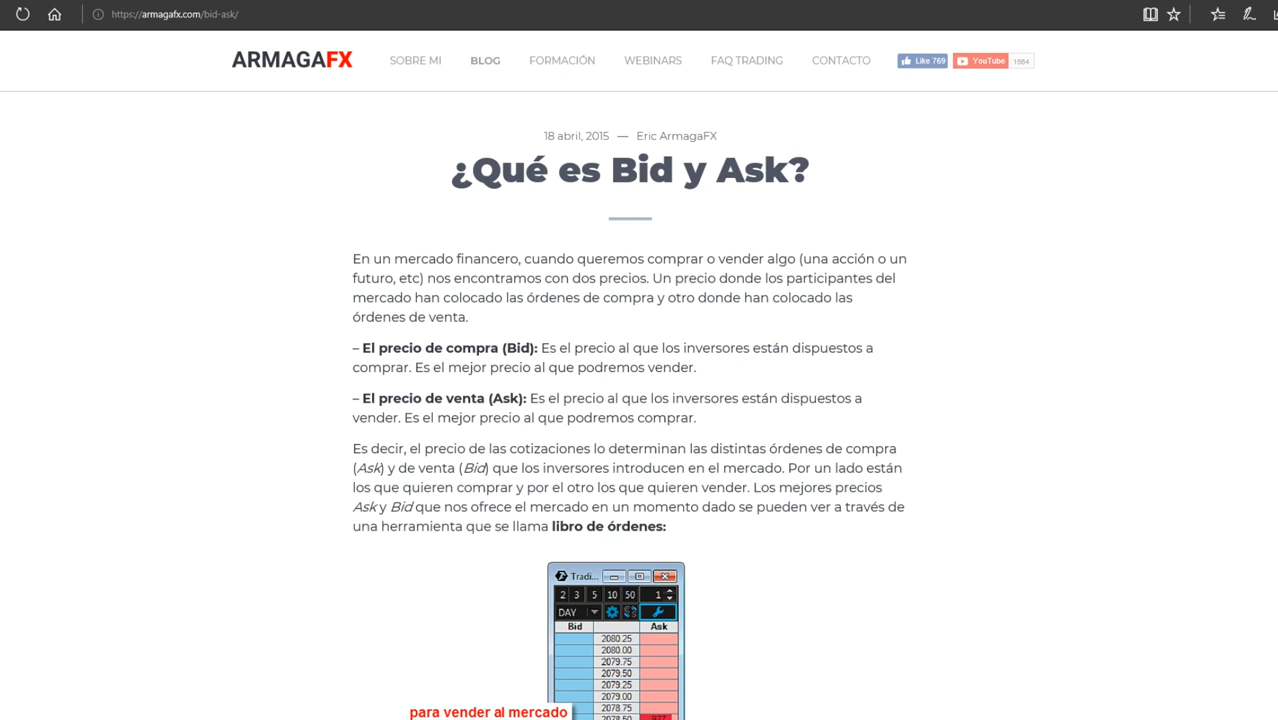 https://armagafx.com/bid-ask/
ARMAGAFX
SOBRE MI
BLOG
FORMACIÓN
WEBINARS
FAQ TRADING
CONTACTO
Like 769
YouTube
1564
18 abril, 2015 — Eric ArmagaFX
¿Qué es Bid y Ask?
En un mercado financero, cuando queremos comprar o vender algo (una acción o un
futuro, etc) nos encontramos con dos precios. Un precio donde los participantes del
mercado han colocado las órdenes de compra y otro donde han colocado las
órdenes de venta.
– El precio de compra (Bid): Es el precio al que los inversores están dispuestos a
comprar. Es el mejor precio al que podremos vender.
– El precio de venta (Ask): Es el precio al que los inversores están dispuestos a
vender. Es el mejor precio al que podremos comprar.
Es decir, el precio de las cotizaciones lo determinan las distintas órdenes de compra
(Ask) y de venta (Bid) que los inversores introducen en el mercado. Por un lado están
los que quieren comprar y por el otro los que quieren vender. Los mejores precios
Ask y Bid que nos ofrece el mercado en un momento dado se pueden ver a través de
una herramienta que se llama libro de órdenes:
Tradi...
2 3 5 10 50 1
DAY
Bid Ask
2080.25
2080.00
2079.75
2079.50
2079.25
2079.00
2078.75
para vender al mercado
2078.50 977